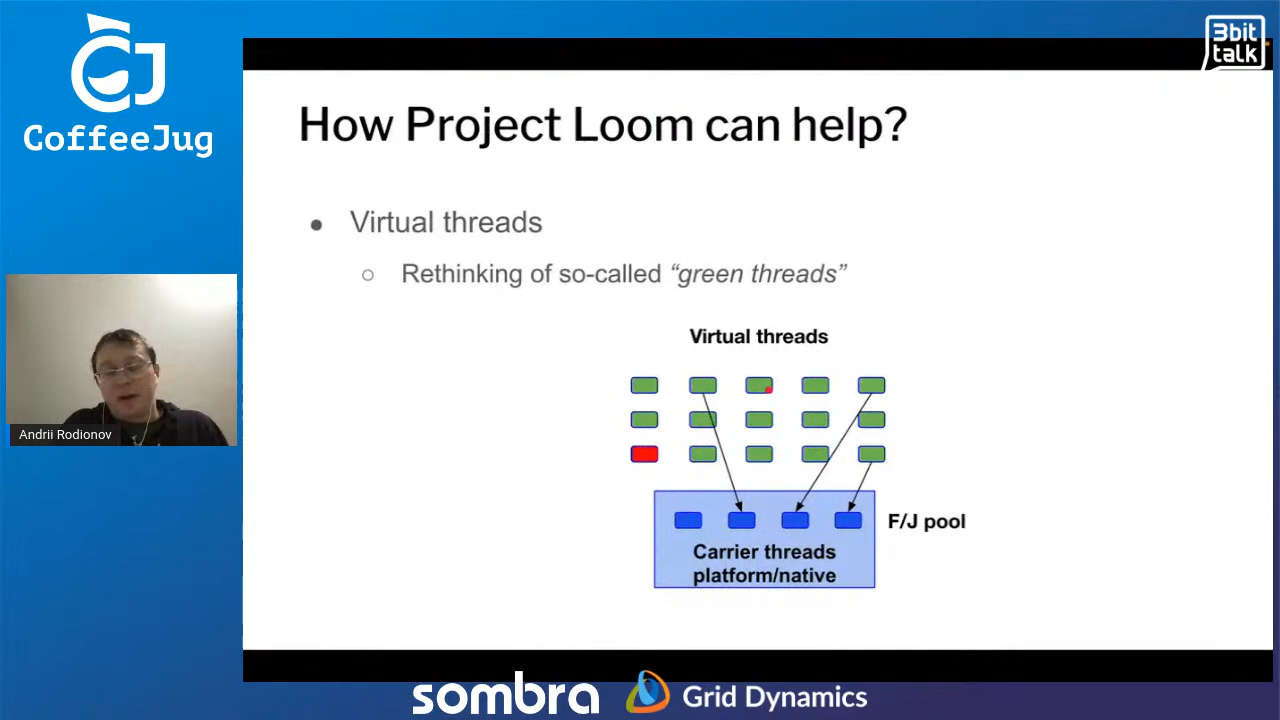 CJ
CoffeeJug
3bit
talk
How Project Loom can help?
● Virtual threads
○ Rethinking of so-called “green threads”
Virtual threads
F/J pool
Carrier threads
platform/native
Andrii Rodionov
sombra
Grid Dynamics